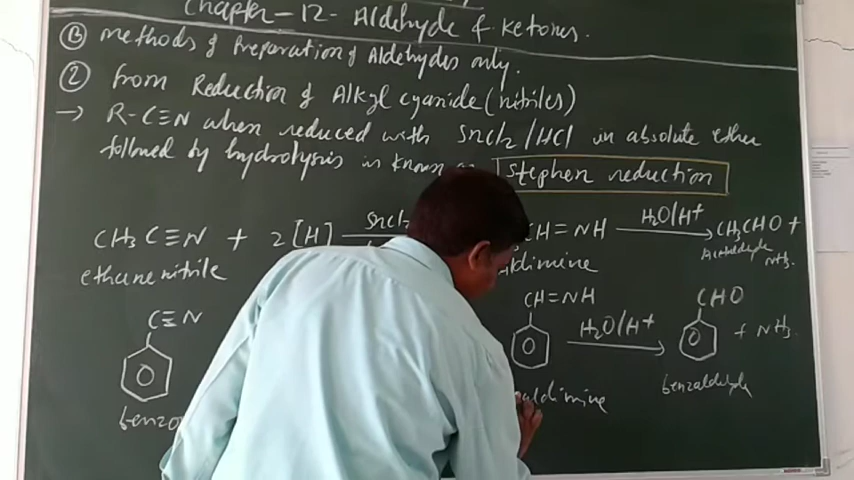 Chapter-12- Aldehyde & Ketones.
(B) methods of Preparation of Aldehydes only.
(2) from Reduction of Alkyl cyanide (nitriles)
→ R-C≡N when reduced with SnCl2/HCl in absolute ether
followed by hydrolysis is known as Stephen reduction
CH3C≡N + 2[H] SnCl2 CH=NH H2O/H+ → CH3CHO +
ethanenitrile aldimine Acetaldehyde NH3.
C≡N CH=NH H2O/H+ → CHO + NH3.
benzo aldimine benzaldehyde